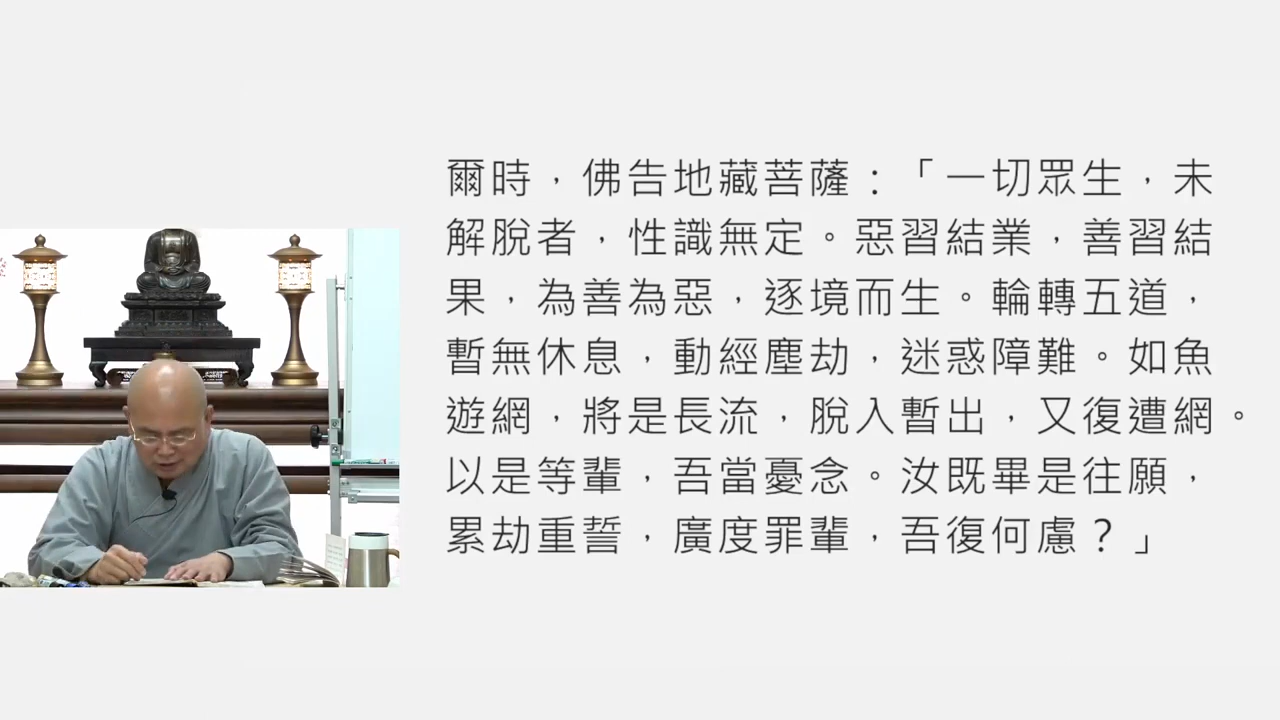 爾時，佛告地藏菩薩：「一切眾生，未
解脫者，性識無定。惡習結業，善習結
果，為善為惡，逐境而生。輪轉五道，
暫無休息，動經塵劫，迷惑障難。如魚
遊網，將是長流，脫入暫出，又復遭網。
以是等輩，吾當憂念。汝既畢是往願，
累劫重誓，廣度罪輩，吾復何慮？」